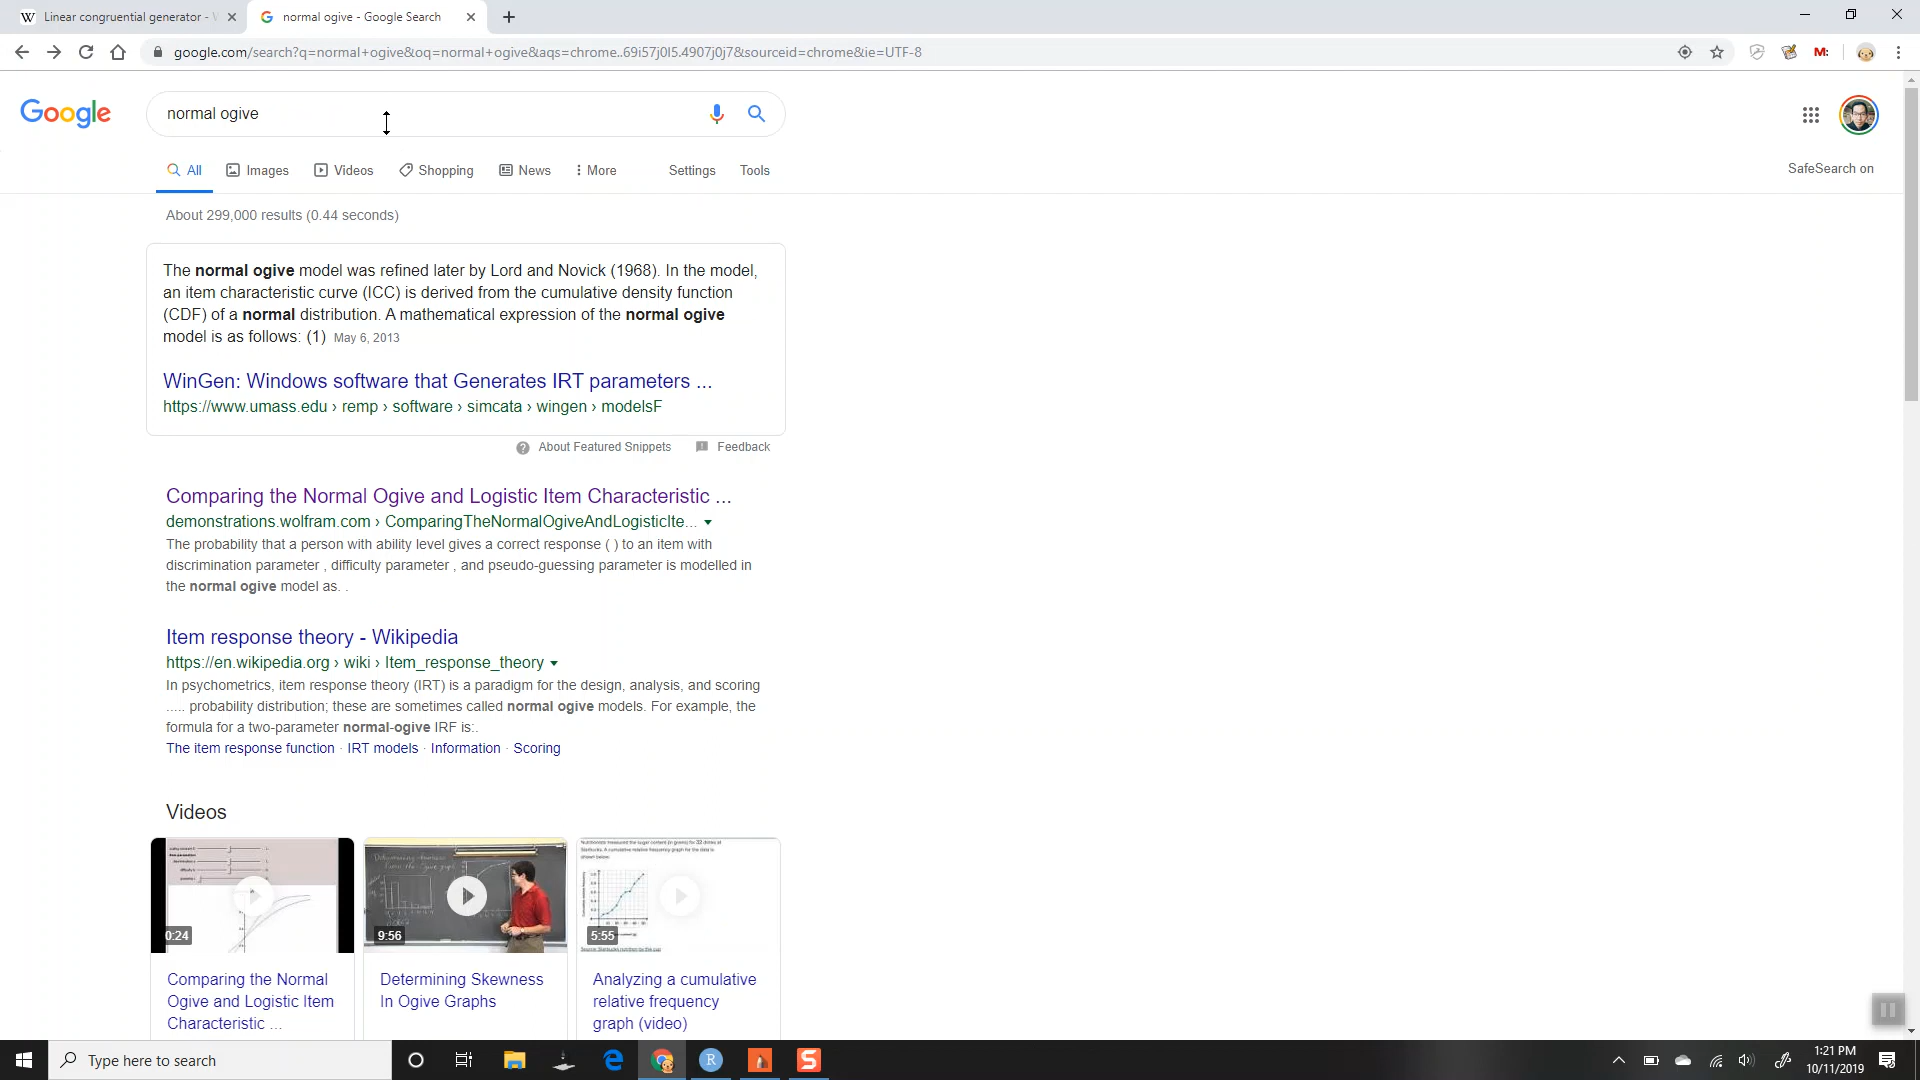 Linear congruential generator -
normal ogive - Google Search
google.com/search?q=normal+ogive&oq=normal+ogive&aqs=chrome..69i57j0l5.4907j0j7&sourceid=chrome&ie=UTF-8
Google
normal ogive
All Images Videos Shopping News More Settings Tools
SafeSearch on
About 299,000 results (0.44 seconds)
The normal ogive model was refined later by Lord and Novick (1968). In the model,
an item characteristic curve (ICC) is derived from the cumulative density function
(CDF) of a normal distribution. A mathematical expression of the normal ogive
model is as follows: (1) May 6, 2013
WinGen: Windows software that Generates IRT parameters ...
https://www.umass.edu › remp › software › simcata › wingen › modelsF
About Featured Snippets Feedback
Comparing the Normal Ogive and Logistic Item Characteristic ...
demonstrations.wolfram.com › ComparingTheNormalOgiveAndLogisticIte...
The probability that a person with ability level gives a correct response ( ) to an item with
discrimination parameter , difficulty parameter , and pseudo-guessing parameter is modelled in
the normal ogive model as. .
Item response theory - Wikipedia
https://en.wikipedia.org › wiki › Item_response_theory
In psychometrics, item response theory (IRT) is a paradigm for the design, analysis, and scoring
..... probability distribution; these are sometimes called normal ogive models. For example, the
formula for a two-parameter normal-ogive IRF is:.
The item response function · IRT models · Information · Scoring
Videos
0:24
9:56
5:55
Comparing the Normal
Ogive and Logistic Item
Characteristic ...
Determining Skewness
In Ogive Graphs
Analyzing a cumulative
relative frequency
graph (video)
Type here to search
1:21 PM
10/11/2019